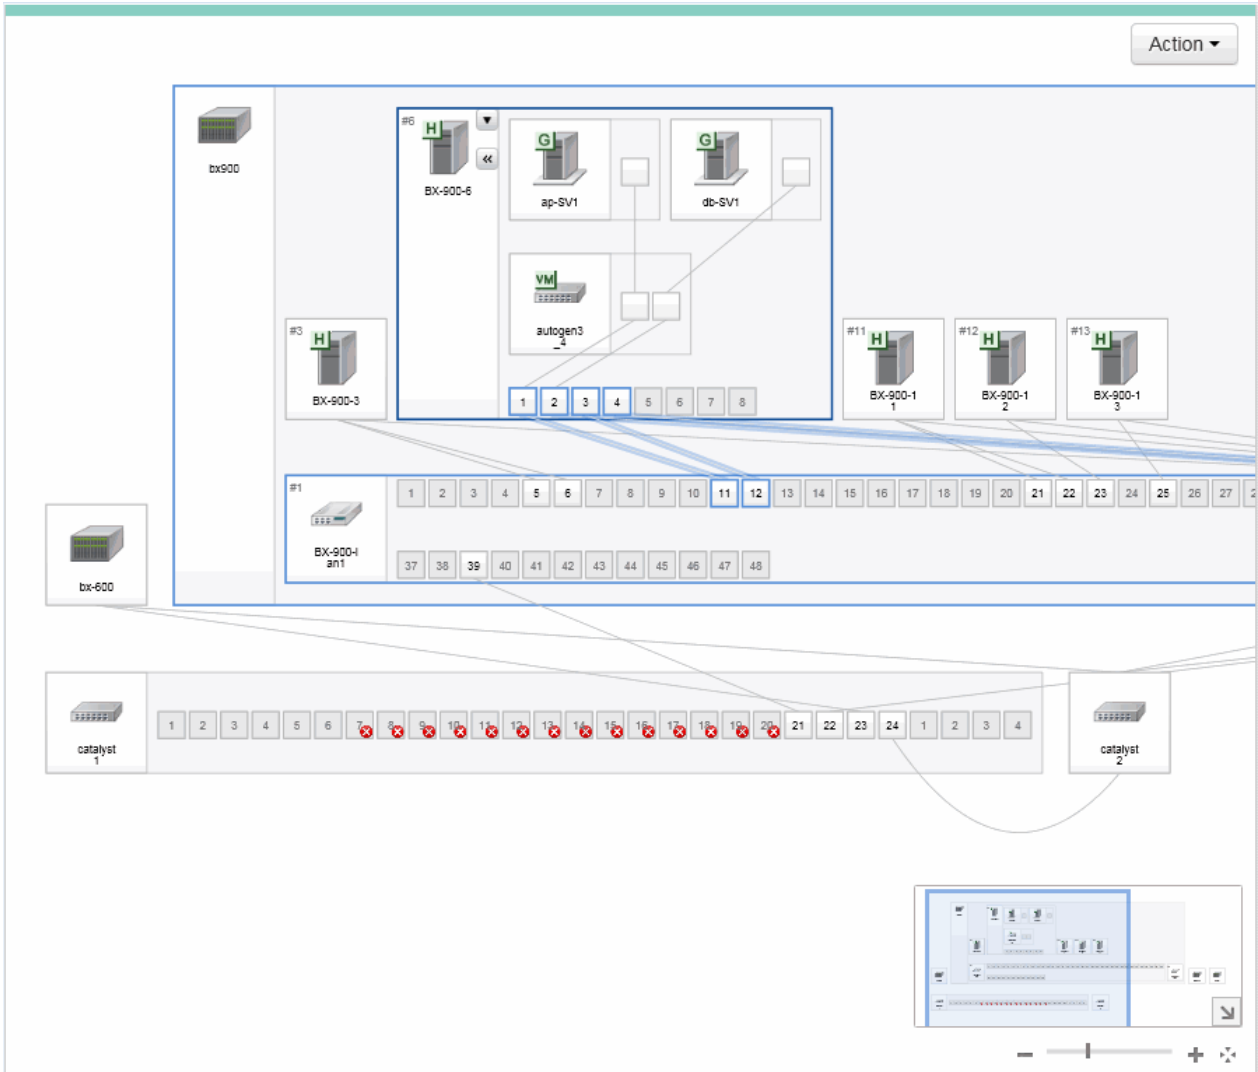 Action
bx900
#6
H
BX-900-6
G
ap-SV1
G
db-SV1
VM
autogen3
_4
1 2 3 4 5 6 7 8
#3
H
BX-900-3
#11
H
BX-900-1
1
#12
H
BX-900-1
2
#13
H
BX-900-1
3
#1
BX-900-l
an1
1 2 3 4 5 6 7 8 9 10 11 12 13 14 15 16 17 18 19 20 21 22 23 24 25 26 27
37 38 39 40 41 42 43 44 45 46 47 48
bx-600
catalyst
1
1 2 3 4 5 6 7 8 9 10 11 12 13 14 15 16 17 18 19 20 21 22 23 24 1 2 3 4
catalyst
2